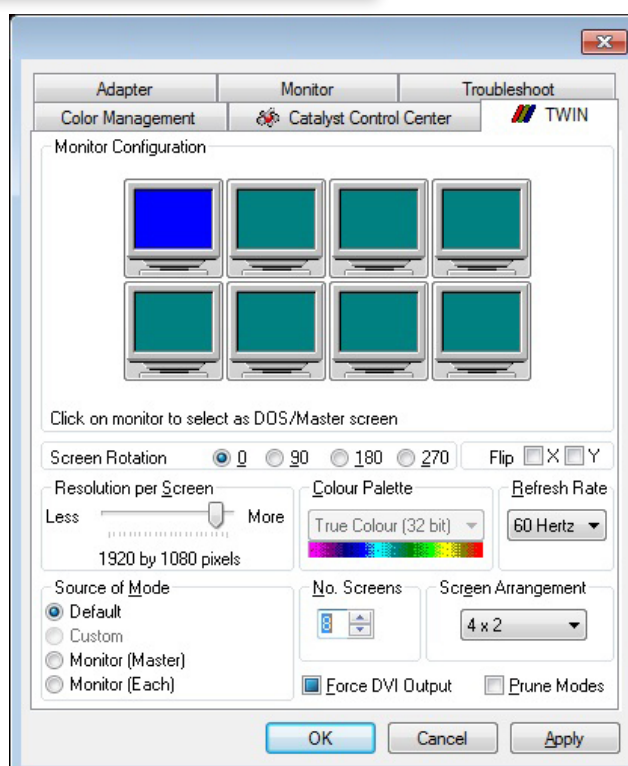 Adapter
Monitor
Troubleshoot
Color Management
Catalyst Control Center
TWIN
Monitor Configuration
Click on monitor to select as DOS/Master screen
Screen Rotation 0 90 180 270 Flip X Y
Resolution per Screen
Less More
1920 by 1080 pixels
Colour Palette
True Colour (32 bit)
Refresh Rate
60 Hertz
Source of Mode
Default
Custom
Monitor (Master)
Monitor (Each)
No. Screens
8
Screen Arrangement
4 x 2
Force DVI Output
Prune Modes
OK
Cancel
Apply